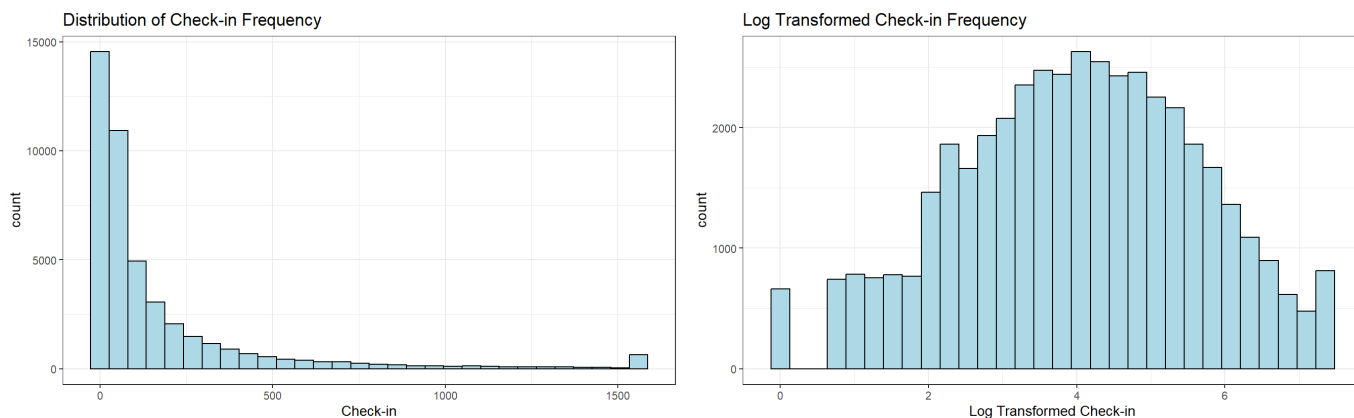 Distribution of Check-in Frequency
15000
10000
5000
0
count
0 500 1000 1500
Check-in
Log Transformed Check-in Frequency
2000
1000
0
count
0 2 4 6
Log Transformed Check-in